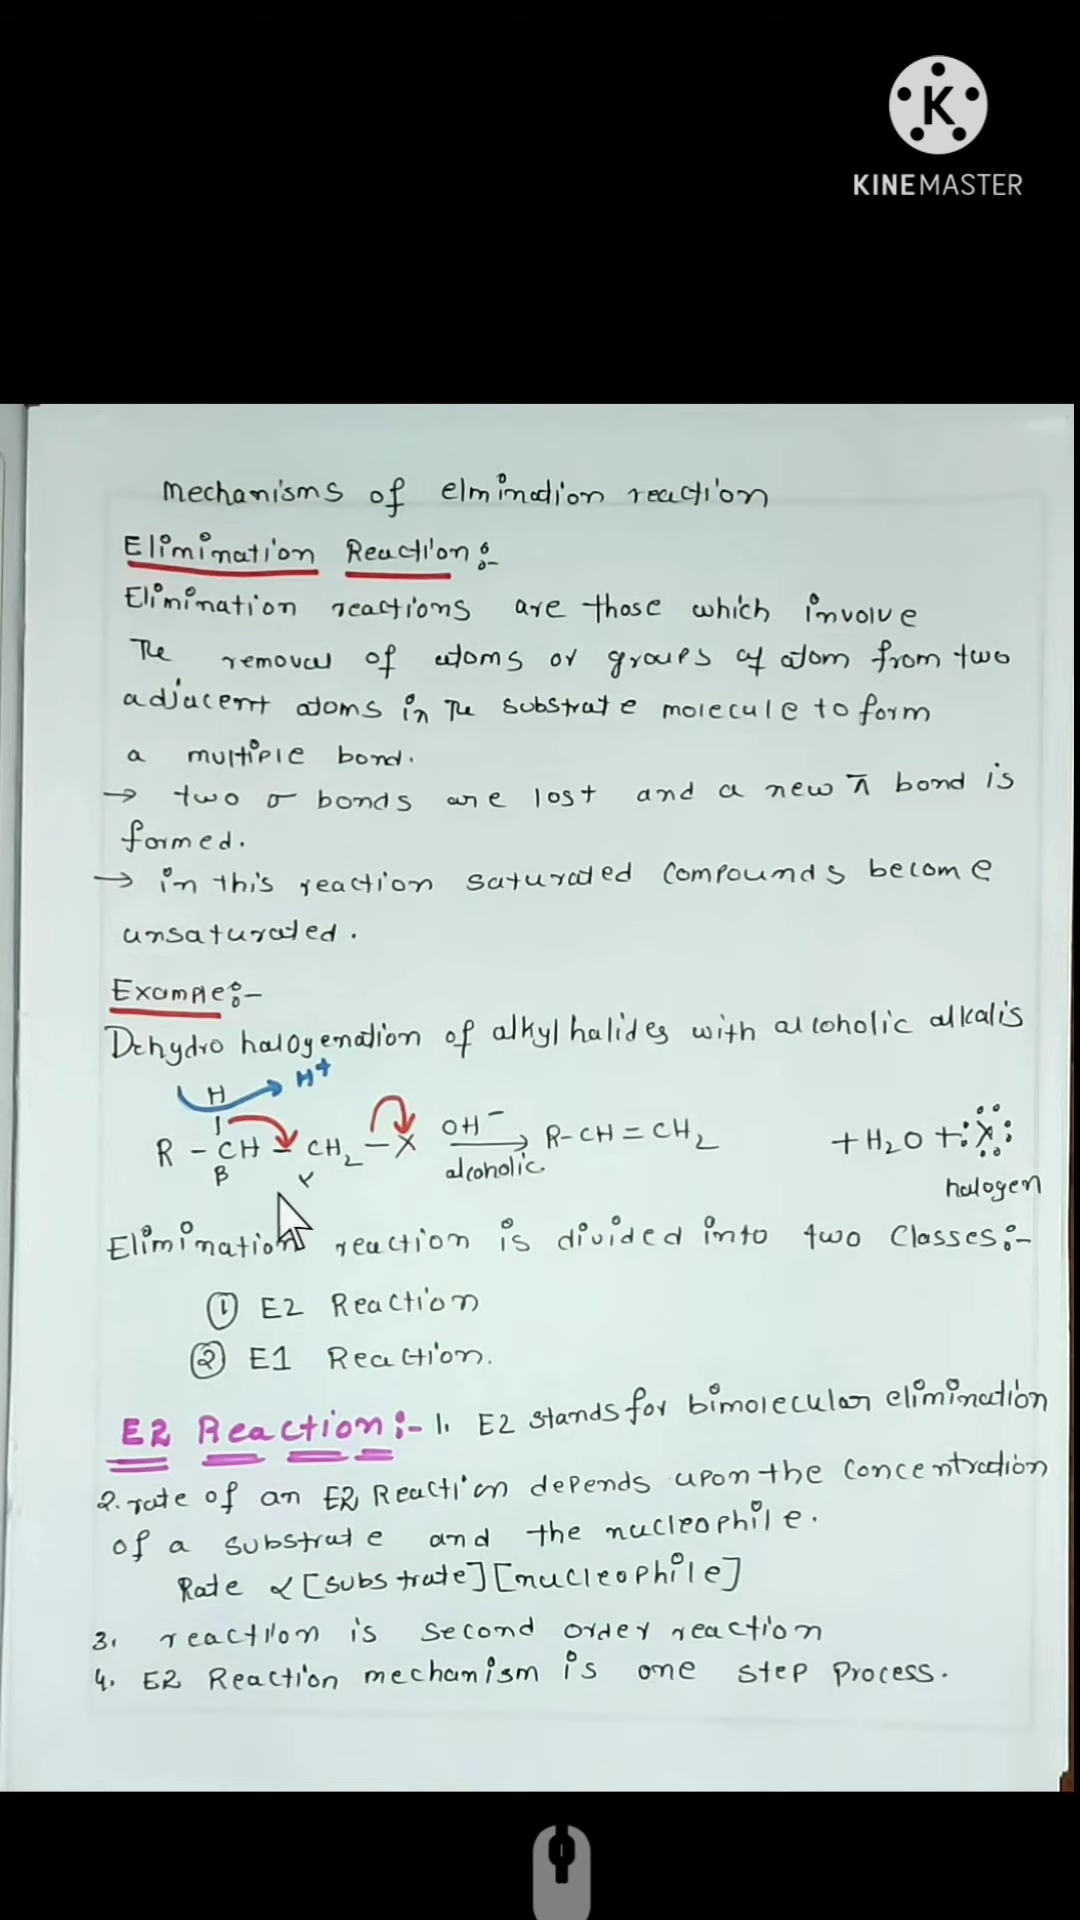 K
KINEMASTER
Mechanisms of elmination reaction
Elimination Reaction:-
Elimination reactions are those which involve
The removal of atoms or groups of atom from two
adjacent atoms in The substrate molecule to form
a multiple bond.
→ two σ bonds are lost and a new π bond is
formed.
→ in this reaction saturated compounds become
unsaturated.
Example:-
Dehydro halogenation of alkylhalides with alcoholic alkalis
H H+
R - CH - CH2 - X OH- → R-CH=CH2 + H2O + :X:
β alcoholic.
halogen
Elimination reaction is divided into two classes:-
① E2 Reaction
② E1 Reaction.
E2 Reaction:- 1. E2 stands for bimolecular elimination
2. rate of an E2 Reaction depends upon the concentration
of a substrate and the nucleophile.
Rate ∝ [substrate][nucleophile]
3. reaction is second order reaction
4. E2 Reaction mechanism is one step process.